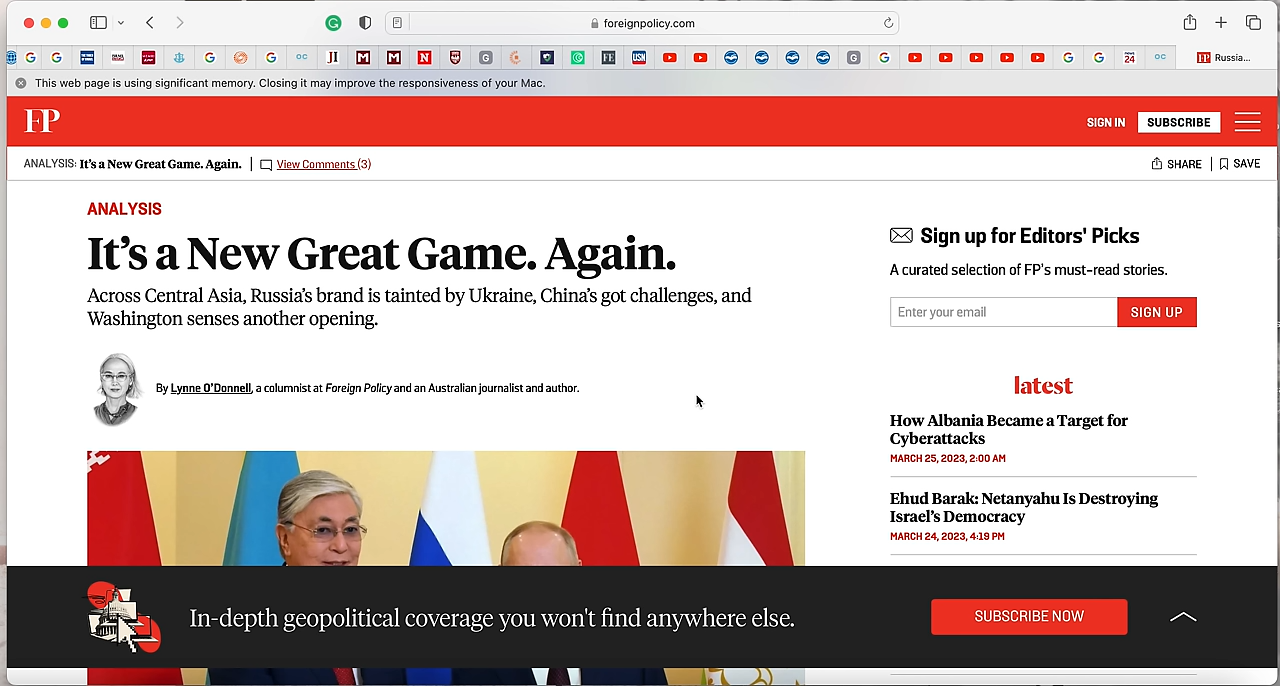 foreignpolicy.com
Russia...
This web page is using significant memory. Closing it may improve the responsiveness of your Mac.
FP
SIGN IN
SUBSCRIBE
ANALYSIS: It's a New Great Game. Again.
View Comments (3)
SHARE
SAVE
ANALYSIS
It's a New Great Game. Again.
Across Central Asia, Russia's brand is tainted by Ukraine, China's got challenges, and
Washington senses another opening.
By Lynne O'Donnell, a columnist at Foreign Policy and an Australian journalist and author.
Sign up for Editors' Picks
A curated selection of FP's must-read stories.
Enter your email
SIGN UP
latest
How Albania Became a Target for
Cyberattacks
MARCH 25, 2023, 2:00 AM
Ehud Barak: Netanyahu Is Destroying
Israel's Democracy
MARCH 24, 2023, 4:19 PM
In-depth geopolitical coverage you won't find anywhere else.
SUBSCRIBE NOW